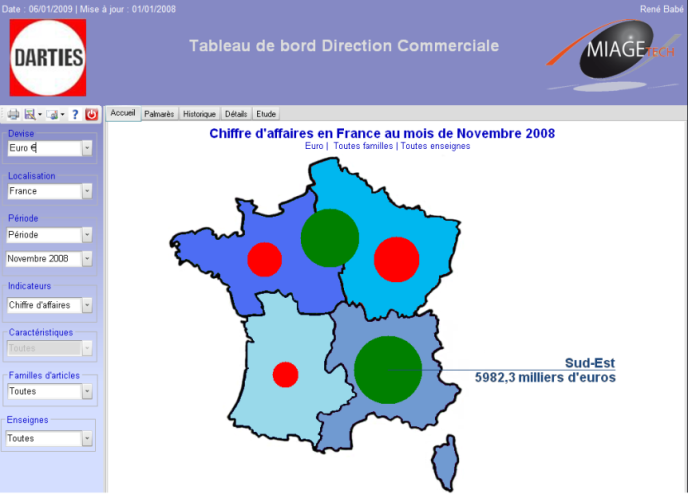 Date : 06/01/2009 | Mise à jour : 01/01/2008
René Babé
DARTIES
Tableau de bord Direction Commerciale
MIAGETECH
Accueil Palmarès Historique Détails Etude
Devise
Euro €
Localisation
France
Période
Période
Novembre 2008
Indicateurs
Chiffre d'affaires
Caractéristiques
Toutes
Familles d'articles
Toutes
Enseignes
Toutes
Chiffre d'affaires en France au mois de Novembre 2008
Euro | Toutes familles | Toutes enseignes
Sud-Est
5982,3 milliers d'euros